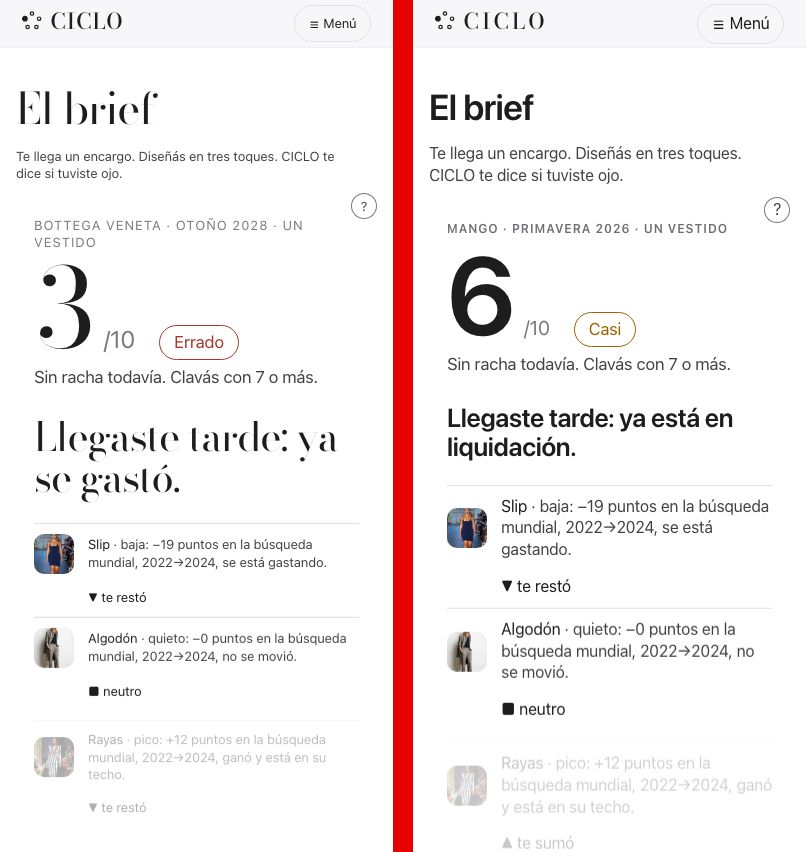 CICLO
≡ Menú
El brief
Te llega un encargo. Diseñás en tres toques. CICLO te
dice si tuviste ojo.
?
BOTTEGA VENETA · OTOÑO 2028 · UN
VESTIDO
3 /10 Errado
Sin racha todavía. Clavás con 7 o más.
Llegaste tarde: ya
se gastó.
Slip · baja: −19 puntos en la búsqueda
mundial, 2022→2024, se está gastando.
▼ te restó
Algodón · quieto: −0 puntos en la búsqueda
mundial, 2022→2024, no se movió.
■ neutro
Rayas · pico: +12 puntos en la búsqueda
mundial, 2022→2024, ganó y está en su
techo.
▼ te restó
CICLO
≡ Menú
El brief
Te llega un encargo. Diseñás en tres toques.
CICLO te dice si tuviste ojo.
?
MANGO · PRIMAVERA 2026 · UN VESTIDO
6 /10 Casi
Sin racha todavía. Clavás con 7 o más.
Llegaste tarde: ya está en
liquidación.
Slip · baja: −19 puntos en la búsqueda
mundial, 2022→2024, se está
gastando.
▼ te restó
Algodón · quieto: −0 puntos en la
búsqueda mundial, 2022→2024, no
se movió.
■ neutro
Rayas · pico: +12 puntos en la
búsqueda mundial, 2022→2024, ganó
y está en su techo.
▲ te sumó